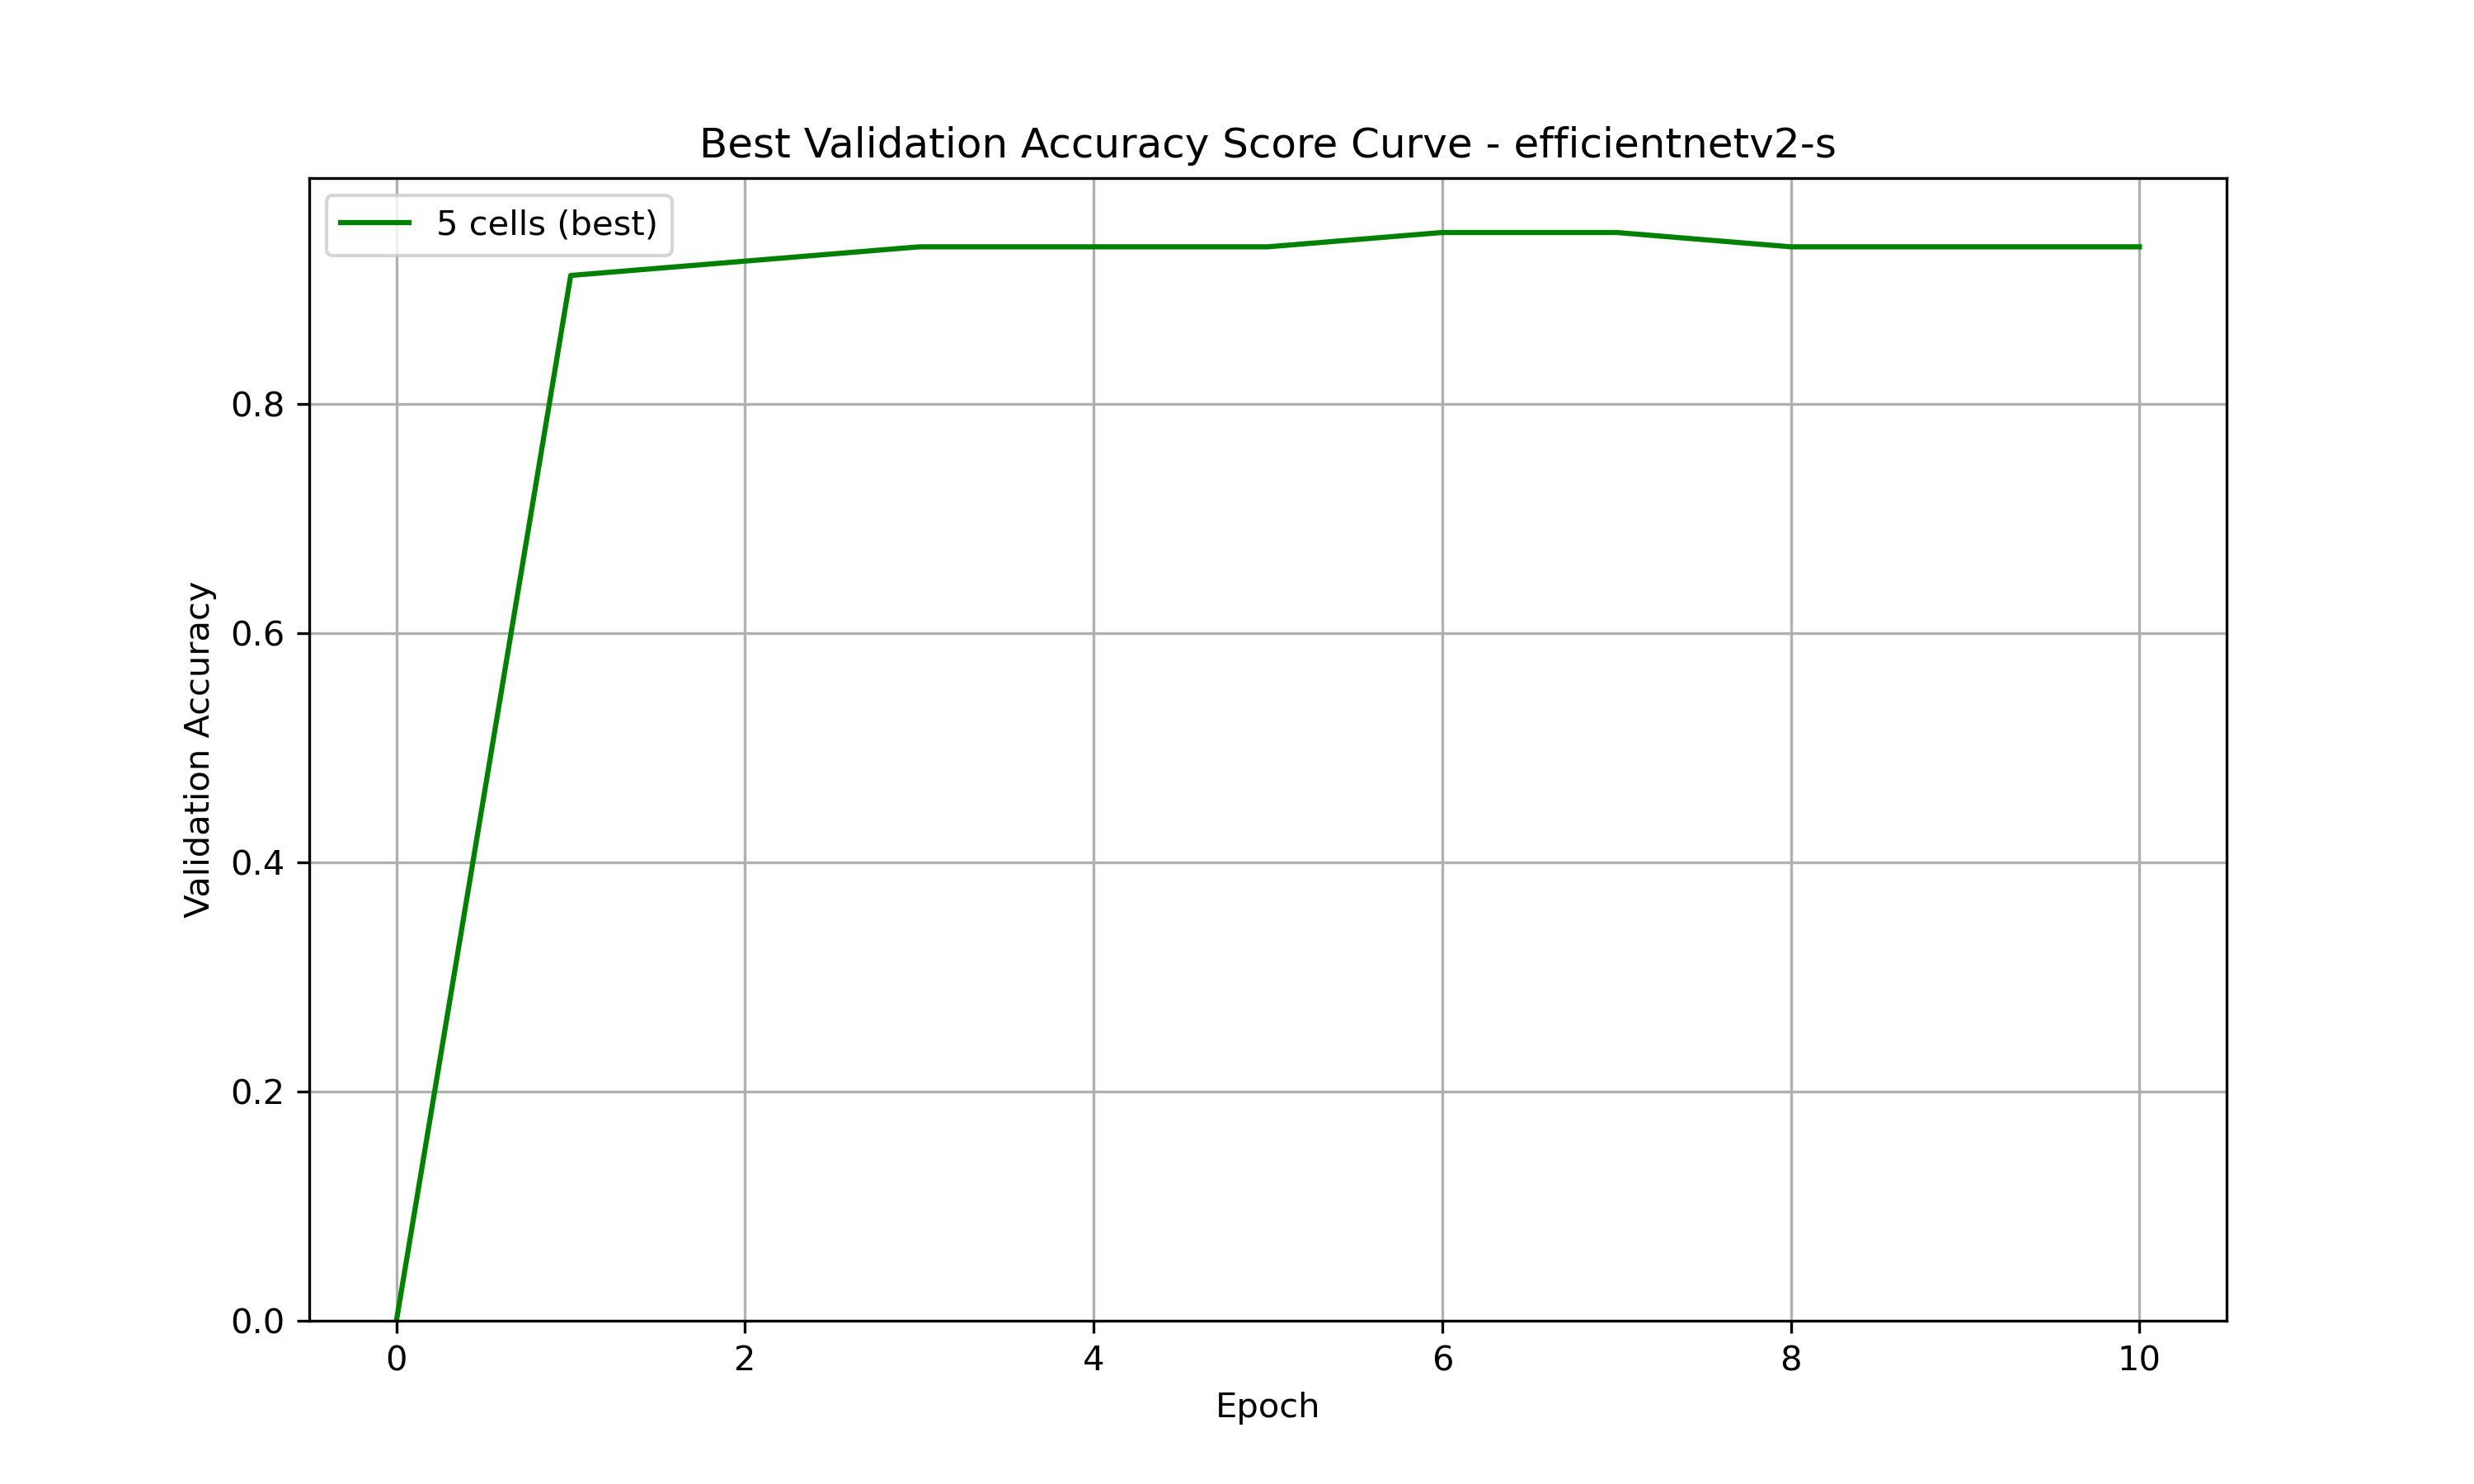 Best Validation Accuracy Score Curve - efficientnetv2-s
5 cells (best)
Validation Accuracy
0.8
0.6
0.4
0.2
0.0
0 2 4 6 8 10
Epoch